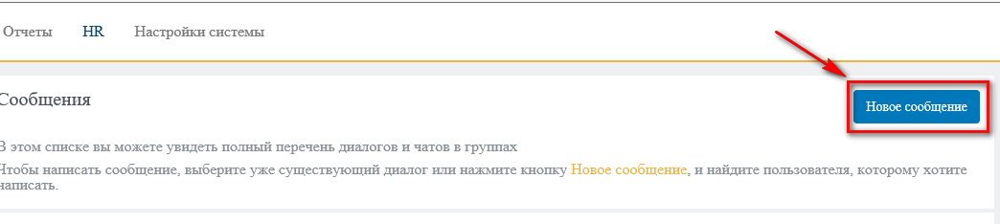 Отчеты HR Настройки системы
Сообщения
Новое сообщение
В этом списке вы можете увидеть полный перечень диалогов и чатов в группах
Чтобы написать сообщение, выберите уже существующий диалог или нажмите кнопку Новое сообщение, и найдите пользователя, которому хотите
написать.